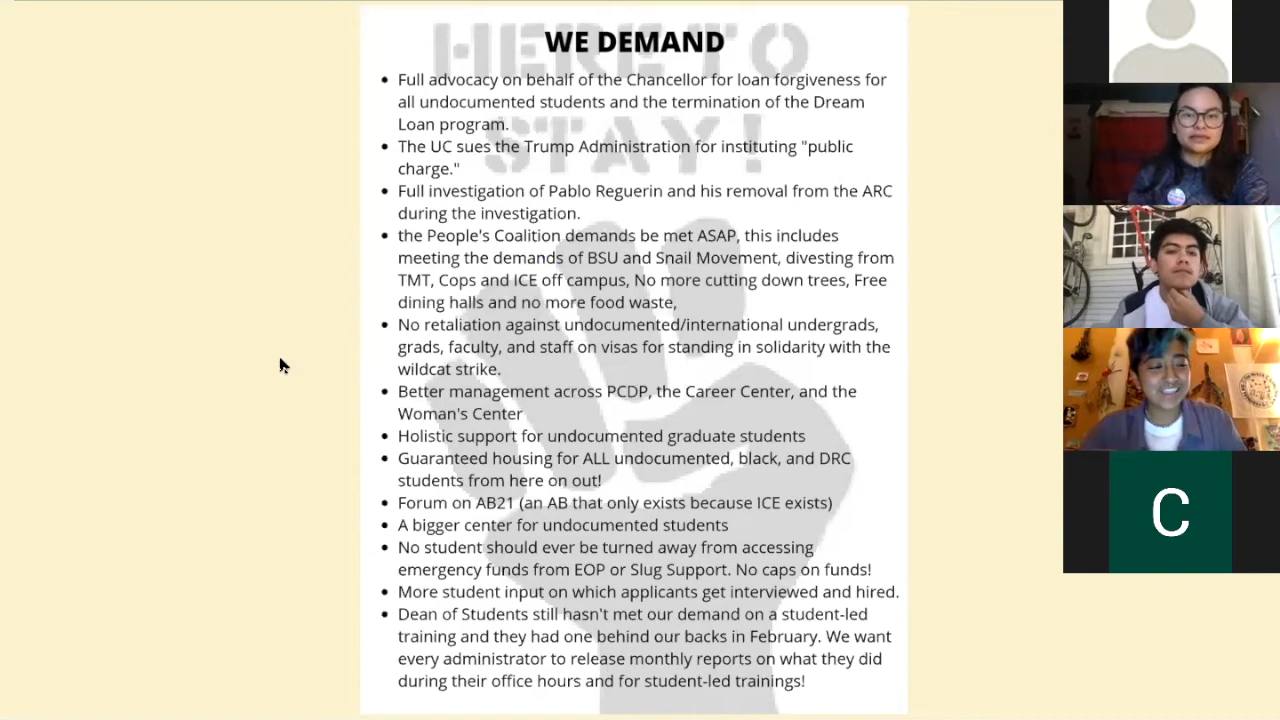 HERE TO
STAY!
WE DEMAND
• Full advocacy on behalf of the Chancellor for loan forgiveness for
all undocumented students and the termination of the Dream
Loan program.
• The UC sues the Trump Administration for instituting "public
charge."
• Full investigation of Pablo Reguerin and his removal from the ARC
during the investigation.
• the People's Coalition demands be met ASAP, this includes
meeting the demands of BSU and Snail Movement, divesting from
TMT, Cops and ICE off campus, No more cutting down trees, Free
dining halls and no more food waste,
• No retaliation against undocumented/international undergrads,
grads, faculty, and staff on visas for standing in solidarity with the
wildcat strike.
• Better management across PCDP, the Career Center, and the
Woman's Center
• Holistic support for undocumented graduate students
• Guaranteed housing for ALL undocumented, black, and DRC
students from here on out!
• Forum on AB21 (an AB that only exists because ICE exists)
• A bigger center for undocumented students
• No student should ever be turned away from accessing
emergency funds from EOP or Slug Support. No caps on funds!
• More student input on which applicants get interviewed and hired.
• Dean of Students still hasn't met our demand on a student-led
training and they had one behind our backs in February. We want
every administrator to release monthly reports on what they did
during their office hours and for student-led trainings!
C